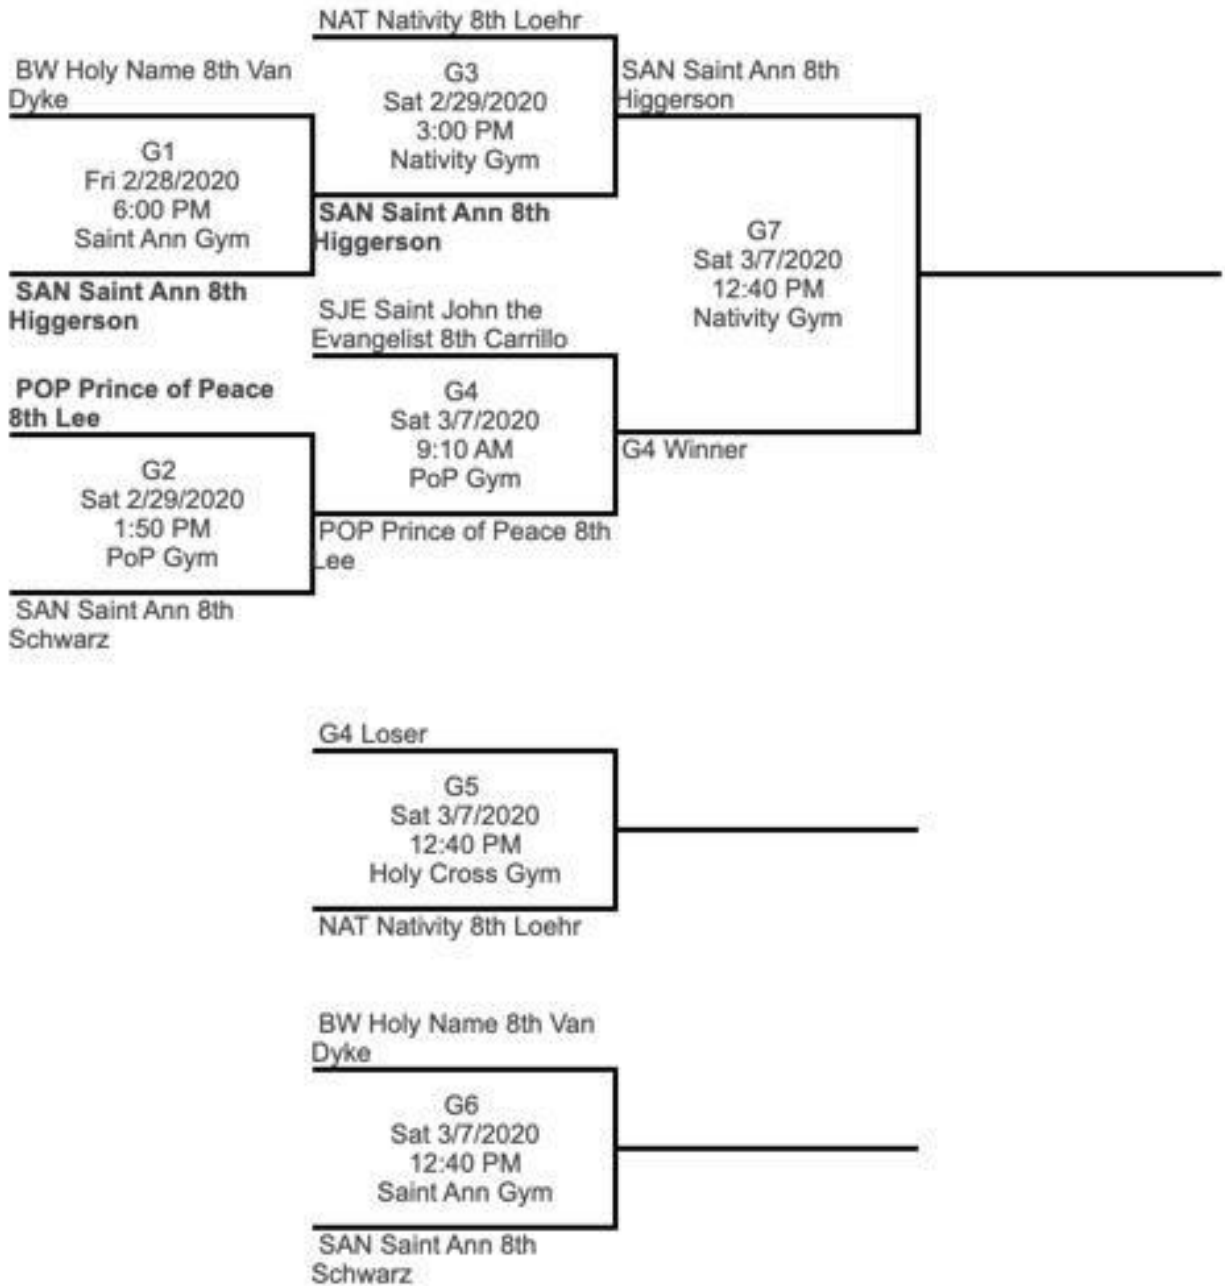 NAT Nativity 8th Loehr
BW Holy Name 8th Van
Dyke
G3
Sat 2/29/2020
3:00 PM
Nativity Gym
SAN Saint Ann 8th
Higgerson
G1
Fri 2/28/2020
6:00 PM
Saint Ann Gym
SAN Saint Ann 8th
Higgerson
SAN Saint Ann 8th
Higgerson
G7
Sat 3/7/2020
12:40 PM
Nativity Gym
SJE Saint John the
Evangelist 8th Carrillo
POP Prince of Peace
8th Lee
G4
Sat 3/7/2020
9:10 AM
PoP Gym
G4 Winner
G2
Sat 2/29/2020
1:50 PM
PoP Gym
POP Prince of Peace 8th
Lee
SAN Saint Ann 8th
Schwarz
G4 Loser
G5
Sat 3/7/2020
12:40 PM
Holy Cross Gym
NAT Nativity 8th Loehr
BW Holy Name 8th Van
Dyke
G6
Sat 3/7/2020
12:40 PM
Saint Ann Gym
SAN Saint Ann 8th
Schwarz